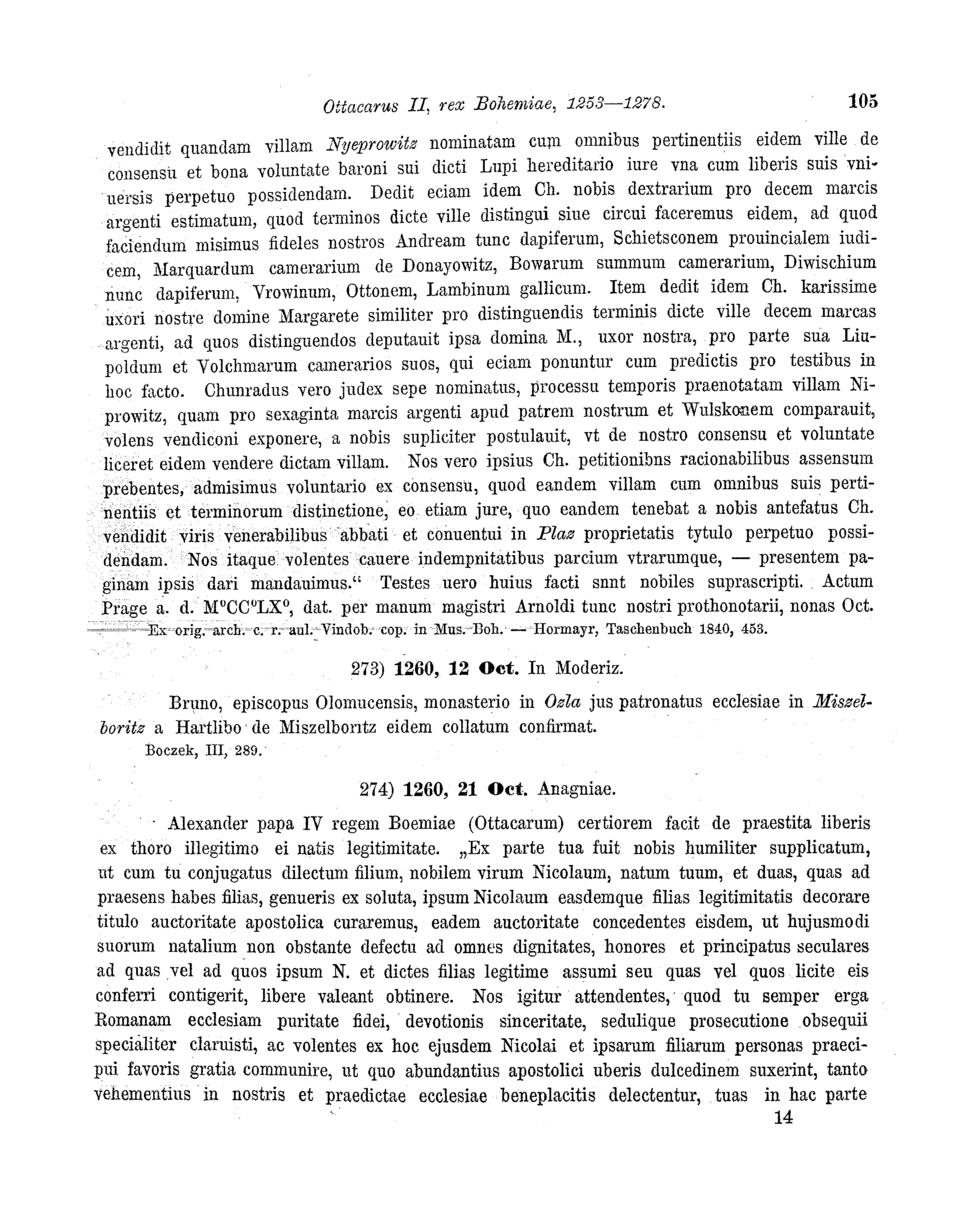 Ottacarus II, rex Bohemiae, 1253—1278.
105
vendidit quandam villam Nyeprowitz nominatam cum omnibus pertinentiis eidem ville de
consensu et bona voluntate baroni sui dicti Lupi hereditario iure vna cum liberis suis vni-
uersis perpetuo possidendam. Dedit eciam idem Ch. nobis dextrarium pro decem marcis
argenti estimatum, quod terminos dicte ville distingui siue circui faceremus eidem, ad quod
faciendum misimus fideles nostros Andream tunc dapiferum, Schietsconem prouincialem iudi-
cem, Marquardum camerarium de Donayowitz, Bowarum summum camerarium, Diwischium
nunc dapiferum, Vrowinum, Ottonem, Lambinum gallicum. Item dedit idem Ch. karissime
uxori nostre domine Margarete similiter pro distinguendis terminis dicte ville decem marcas
argenti, ad quos distinguendos deputauit ipsa domina M., uxor nostra, pro parte sua Liu-
poldum et Volchmarum camerarios suos, qui eciam ponuntur cum predictis pro testibus in
hoc facto. Chunradus vero judex sepe nominatus, processu temporis praenotatam villam Ni-
prowitz, quam pro sexaginta marcis argenti apud patrem nostrum et Wulskonem comparauit,
volens vendiconi exponere, a nobis supliciter postulauit, vt de nostro consensu et voluntate
liceret eidem vendere dictam villam. Nos vero ipsius Ch. petitionibns racionabilibus assensum
prebentes, admisimus voluntario ex consensu, quod eandem villam cum omnibus suis perti-
nentiis et terminorum distinctione, eo etiam jure, quo eandem tenebat a nobis antefatus Ch.
vendidit viris venerabilibus abbati et conuentui in Plaz proprietatis tytulo perpetuo possi-
dendam. Nos itaque volentes cauere indempnitatibus parcium vtrarumque, — presentem pa-
ginam ipsis dari mandauimus.“ Testes uero huius facti snnt nobiles suprascripti. Actum
Prage a. d. M⁰CC⁰LX⁰, dat. per manum magistri Arnoldi tunc nostri prothonotarii, nonas Oct.
Ex orig. arch. c. r. aul. Vindob. cop. in Mus. Boh. — Hormayr, Taschenbuch 1840, 453.
273) 1260, 12 Oct. In Moderiz.
Bruno, episcopus Olomucensis, monasterio in Ozla jus patronatus ecclesiae in Miszel-
boritz a Hartlibo de Miszelboritz eidem collatum confirmat.
Boczek, III, 289.
274) 1260, 21 Oct. Anagniae.
Alexander papa IV regem Boemiae (Ottacarum) certiorem facit de praestita liberis
ex thoro illegitimo ei natis legitimitate. „Ex parte tua fuit nobis humiliter supplicatum,
ut cum tu conjugatus dilectum filium, nobilem virum Nicolaum, natum tuum, et duas, quas ad
praesens habes filias, genueris ex soluta, ipsum Nicolaum easdemque filias legitimitatis decorare
titulo auctoritate apostolica curaremus, eadem auctoritate concedentes eisdem, ut hujusmodi
suorum natalium non obstante defectu ad omnes dignitates, honores et principatus seculares
ad quas vel ad quos ipsum N. et dictes filias legitime assumi seu quas vel quos licite eis
conferri contigerit, libere valeant obtinere. Nos igitur attendentes, quod tu semper erga
Romanam ecclesiam puritate fidei, devotionis sinceritate, sedulique prosecutione obsequii
specialiter claruisti, ac volentes ex hoc ejusdem Nicolai et ipsarum filiarum personas praeci-
pui favoris gratia communire, ut quo abundantius apostolici uberis dulcedinem suxerint, tanto
vehementius in nostris et praedictae ecclesiae beneplacitis delectentur, tuas in hac parte
14